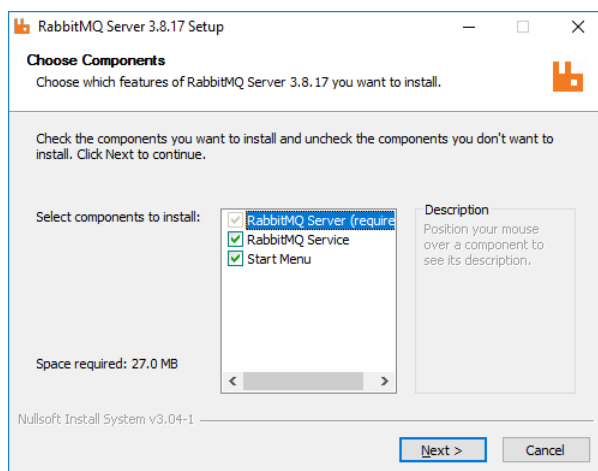 RabbitMQ Server 3.8.17 Setup
Choose Components
Choose which features of RabbitMQ Server 3.8.17 you want to install.
Check the components you want to install and uncheck the components you don't want to
install. Click Next to continue.
Select components to install:
RabbitMQ Server (require
RabbitMQ Service
Start Menu
Description
Position your mouse
over a component to
see its description.
Space required: 27.0 MB
Nullsoft Install System v3.04-1
Next >
Cancel